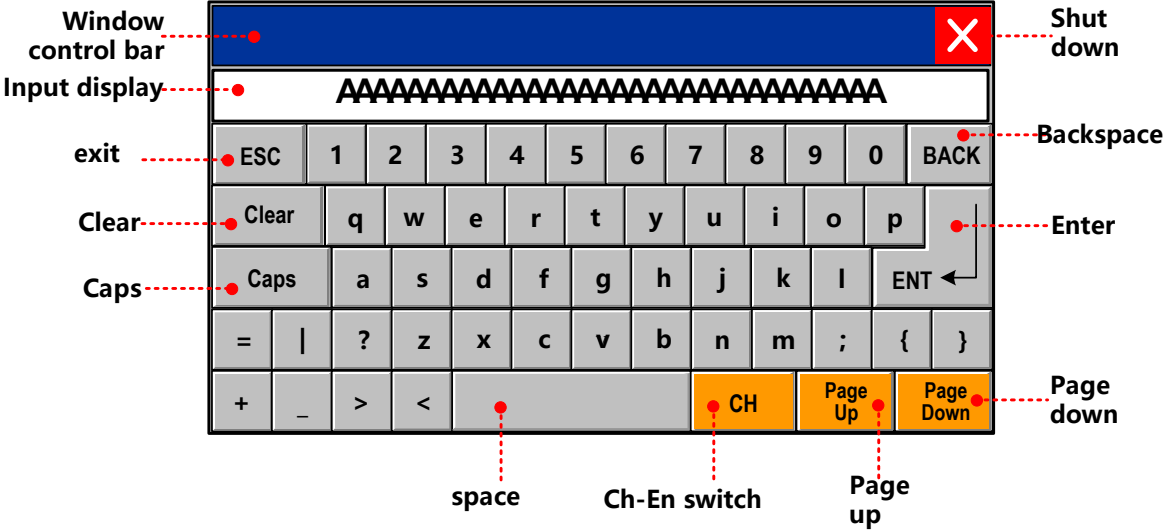 Window
control bar
Shut
down
Input display
AAAAAAAAAAAAAAAAAAAAAAAAAAAAAAAA
exit
ESC 1 2 3 4 5 6 7 8 9 0 BACK
Backspace
Clear
Clear q w e r t y u i o p
Enter
Caps
Caps a s d f g h j k l ENT
= | ? z x c v b n m ; { }
+ _ > < CH
Page
Up
Page
Down
Page
down
space
Ch-En switch
Page
up